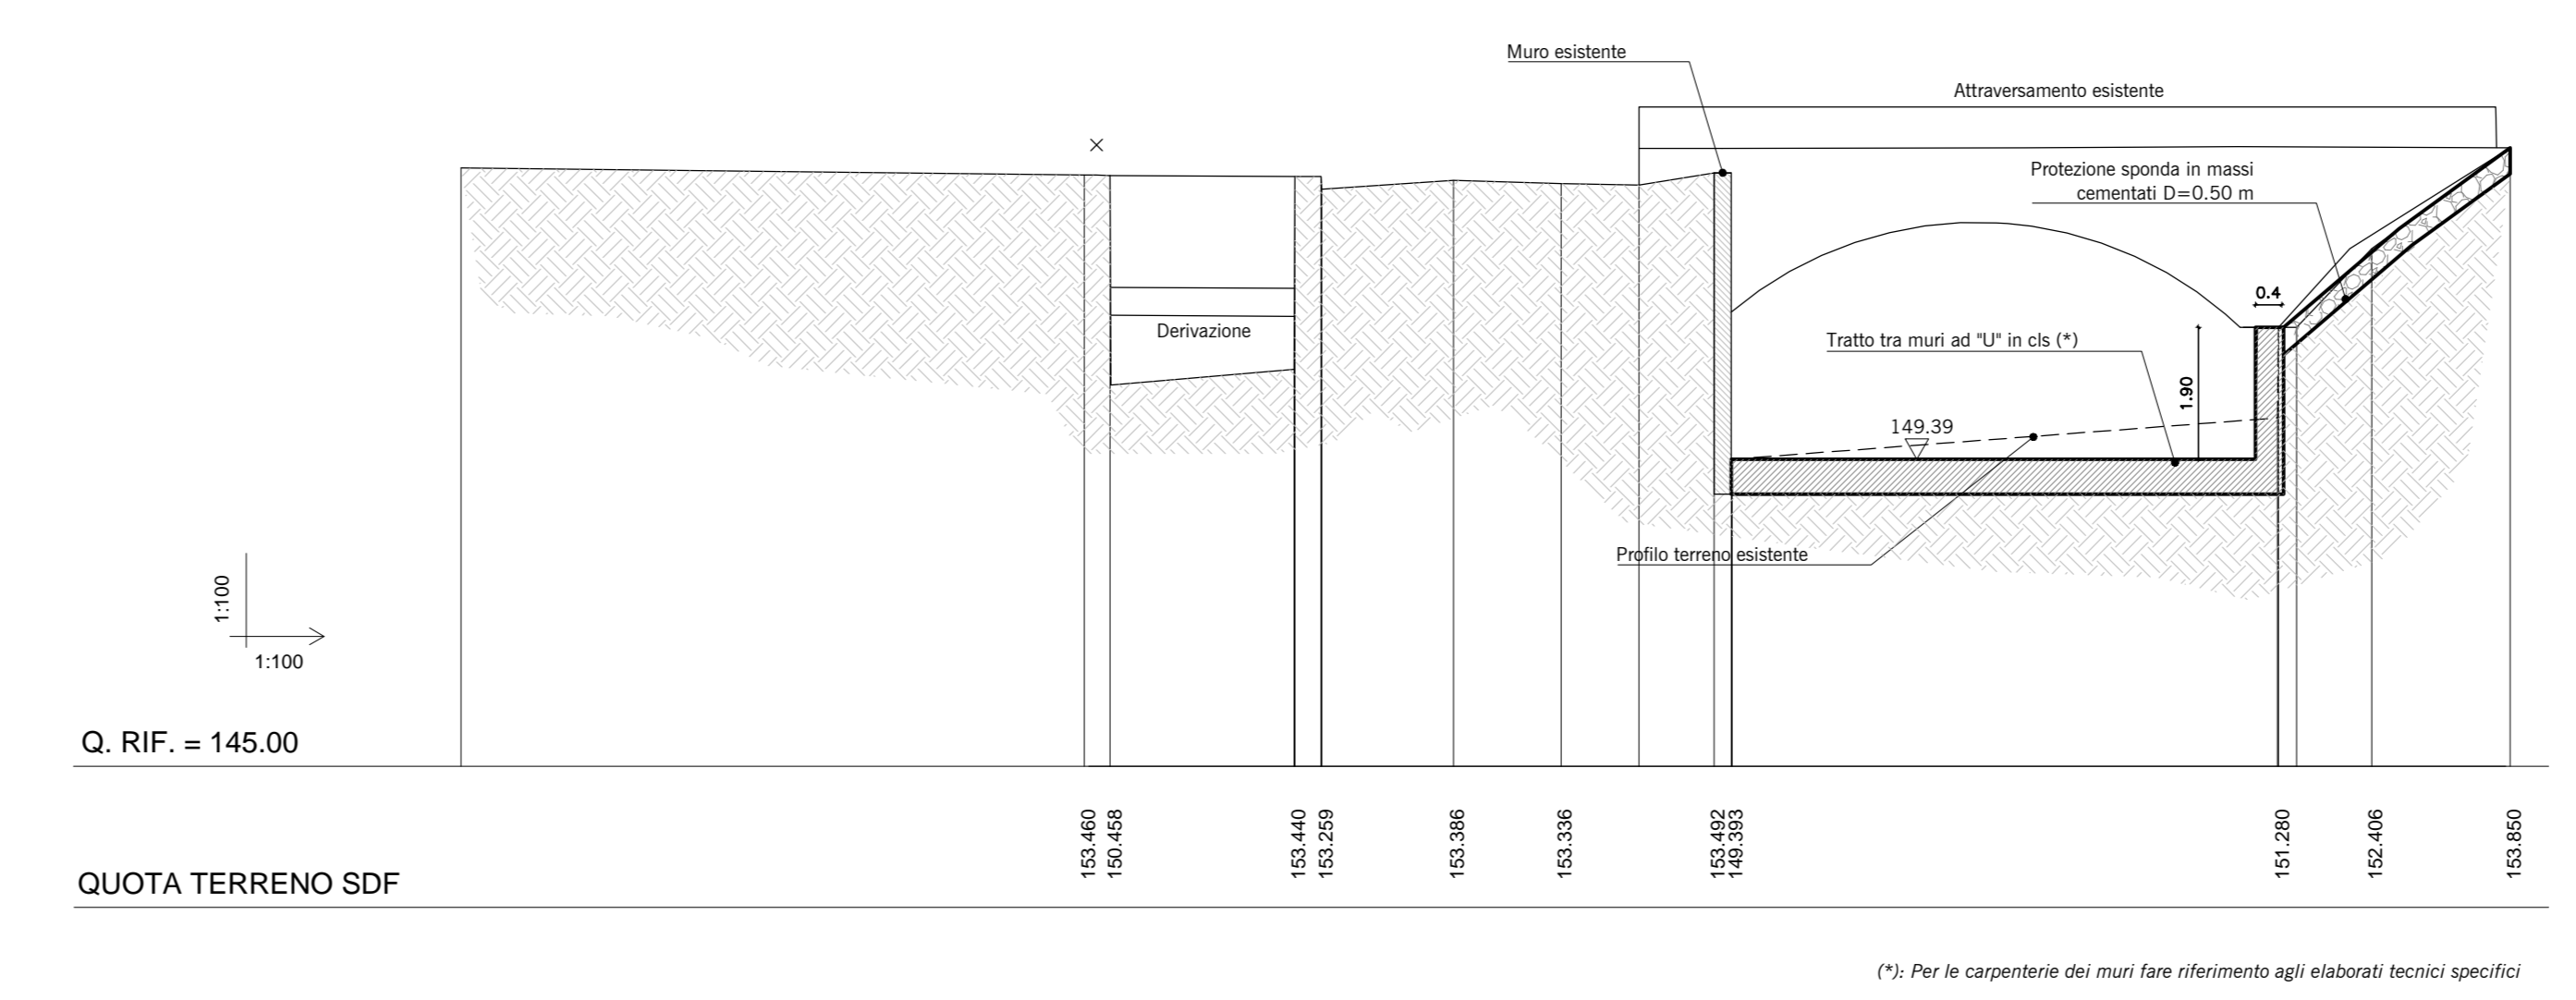 Muro esistente
Attraversamento esistente
Protezione sponda in massi
cementati D=0.50 m
0.4
Derivazione
Tratto tra muri ad "U" in cls (*)
1.90
149.39
Profilo terreno esistente
1:100
1:100
Q. RIF. = 145.00
153.460
150.458
153.440
153.259
153.386
153.336
153.492
149.393
151.280
152.406
153.850
QUOTA TERRENO SDF
(*): Per le carpenterie dei muri fare riferimento agli elaborati tecnici specifici